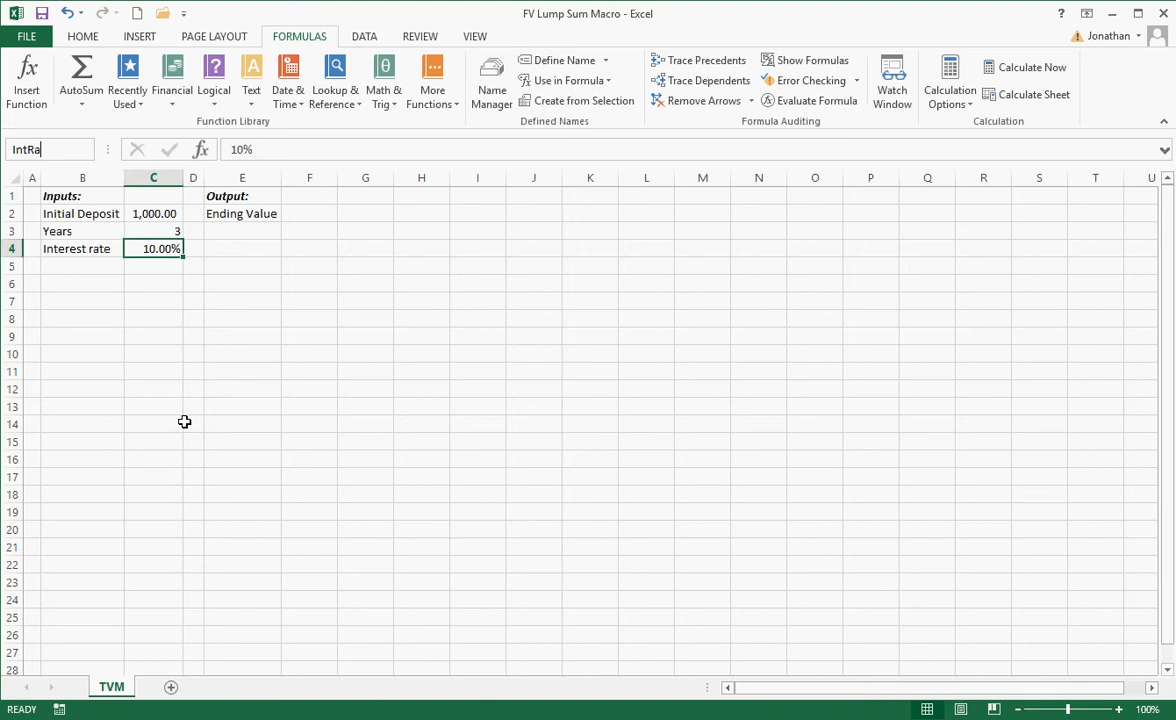 FV Lump Sum Macro - Excel
?
FILE HOME INSERT PAGE LAYOUT FORMULAS DATA REVIEW VIEW Jonathan
fx
Insert Function
Σ
AutoSum
Recently Used
Financial
?
Logical
A
Text
Date & Time
Lookup & Reference
θ
Math & Trig
More Functions
Function Library
Name Manager
Define Name
Use in Formula
Create from Selection
Defined Names
Trace Precedents
Trace Dependents
Remove Arrows
Show Formulas
Error Checking
Evaluate Formula
Formula Auditing
Watch Window
Calculation Options
Calculate Now
Calculate Sheet
Calculation
IntRa fx 10%
A B C D E F G H I J K L M N O P Q R S T U
1 Inputs: Output:
2 Initial Deposit 1,000.00 Ending Value
3 Years 3
4 Interest rate 10.00%
5
6
7
8
9
10
11
12
13
14
15
16
17
18
19
20
21
22
23
24
25
26
27
28
TVM
READY 100%